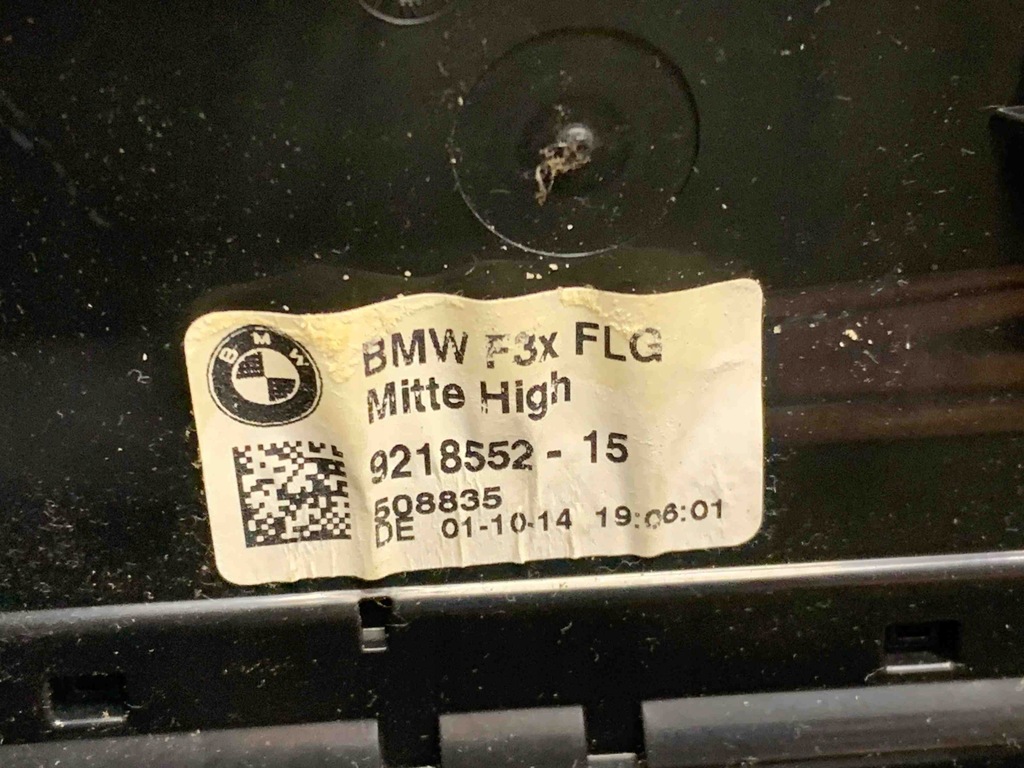 BMW
BMW F3x FLG
Mitte High
9218552 - 15
508835
DE 01-10-14 19:06:01